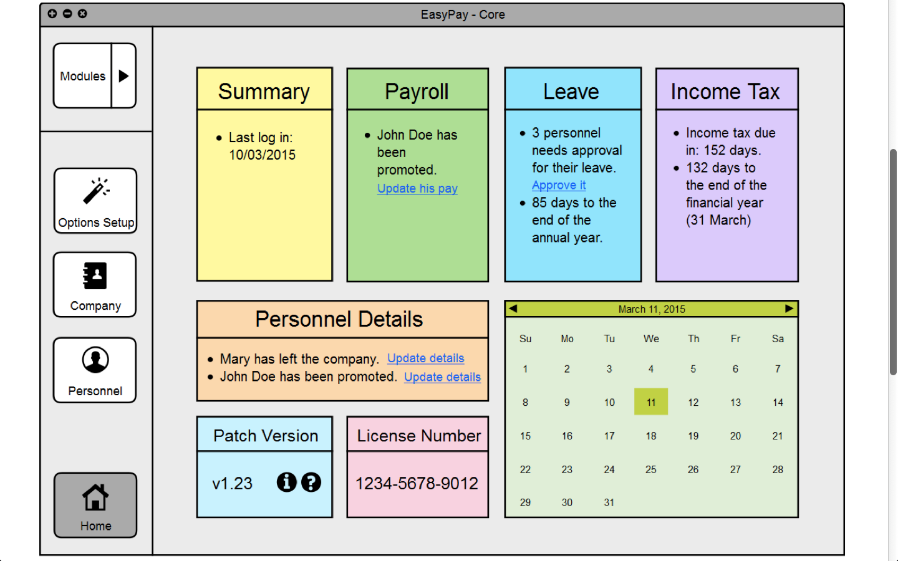 EasyPay - Core
Modules
Options Setup
Company
Personnel
Home
Summary
Last log in:
10/03/2015
Payroll
John Doe has
been
promoted.
Update his pay
Leave
3 personnel
needs approval
for their leave.
Approve it
85 days to the
end of the
annual year.
Income Tax
Income tax due
in: 152 days.
132 days to
the end of the
financial year
(31 March)
Personnel Details
Mary has left the company. Update details
John Doe has been promoted. Update details
Patch Version
v1.23
License Number
1234-5678-9012
March 11, 2015
Su Mo Tu We Th Fr Sa
1 2 3 4 5 6 7
8 9 10 11 12 13 14
15 16 17 18 19 20 21
22 23 24 25 26 27 28
29 30 31